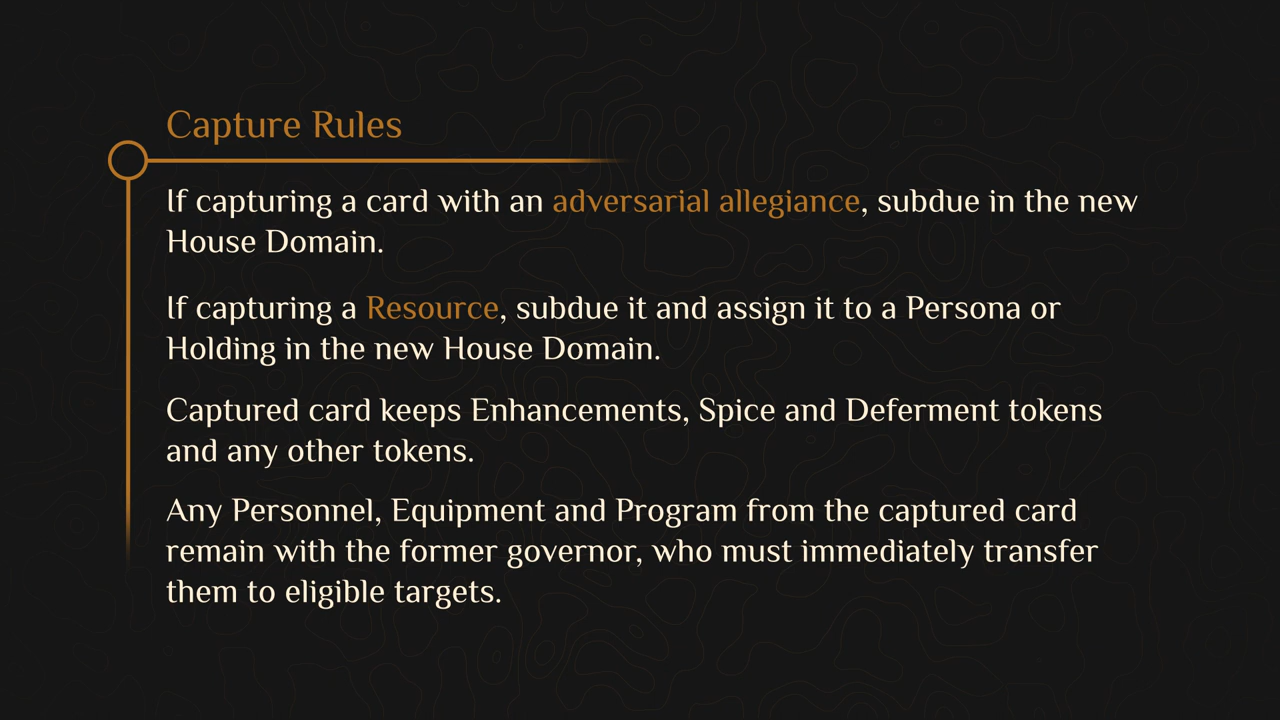 Capture Rules
If capturing a card with an adversarial allegiance, subdue in the new
House Domain.
If capturing a Resource, subdue it and assign it to a Persona or
Holding in the new House Domain.
Captured card keeps Enhancements, Spice and Deferment tokens
and any other tokens.
Any Personnel, Equipment and Program from the captured card
remain with the former governor, who must immediately transfer
them to eligible targets.